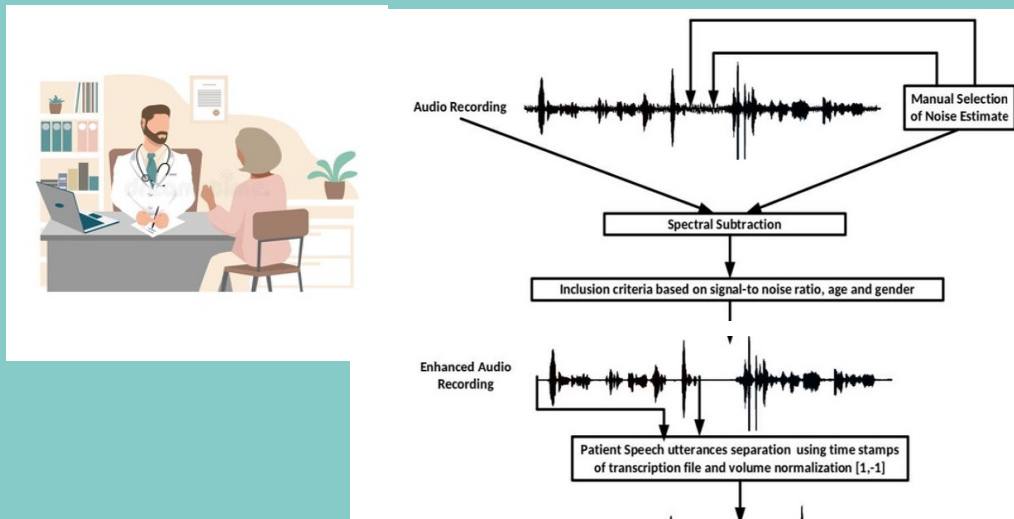 Audio Recording
Manual Selection
of Noise Estimate
Spectral Subtraction
Inclusion criteria based on signal-to noise ratio, age and gender
Enhanced Audio
Recording
Patient Speech utterances separation using time stamps
of transcription file and volume normalization [1,-1]